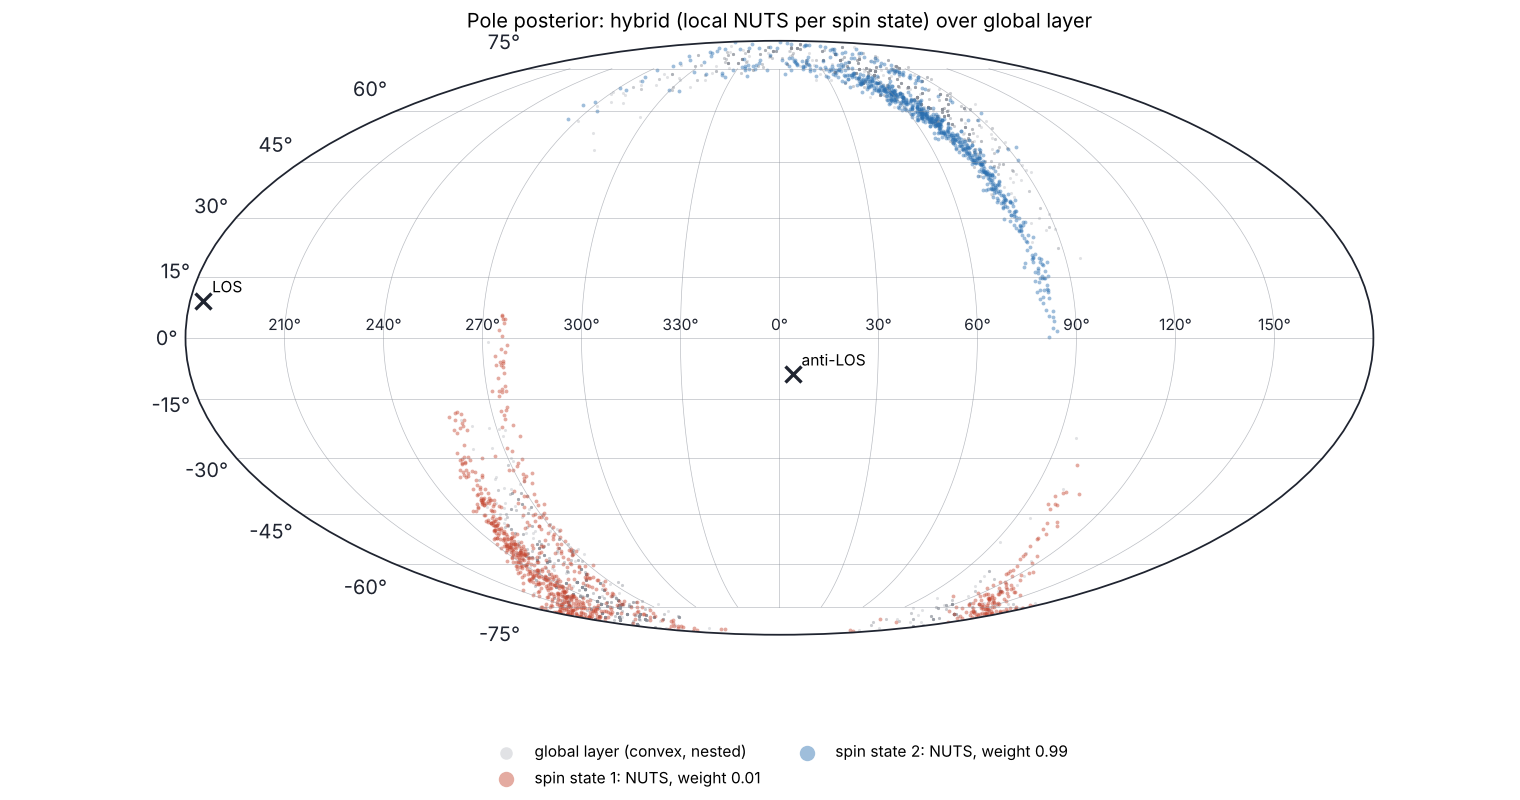 Pole posterior: hybrid (local NUTS per spin state) over global layer
75°
60°
45°
30°
15°
LOS
210° 240° 270° 300° 330° 0° 30° 60° 90° 120° 150°
0°
anti-LOS
-15°
-30°
-45°
-60°
-75°
global layer (convex, nested)
spin state 1: NUTS, weight 0.01
spin state 2: NUTS, weight 0.99